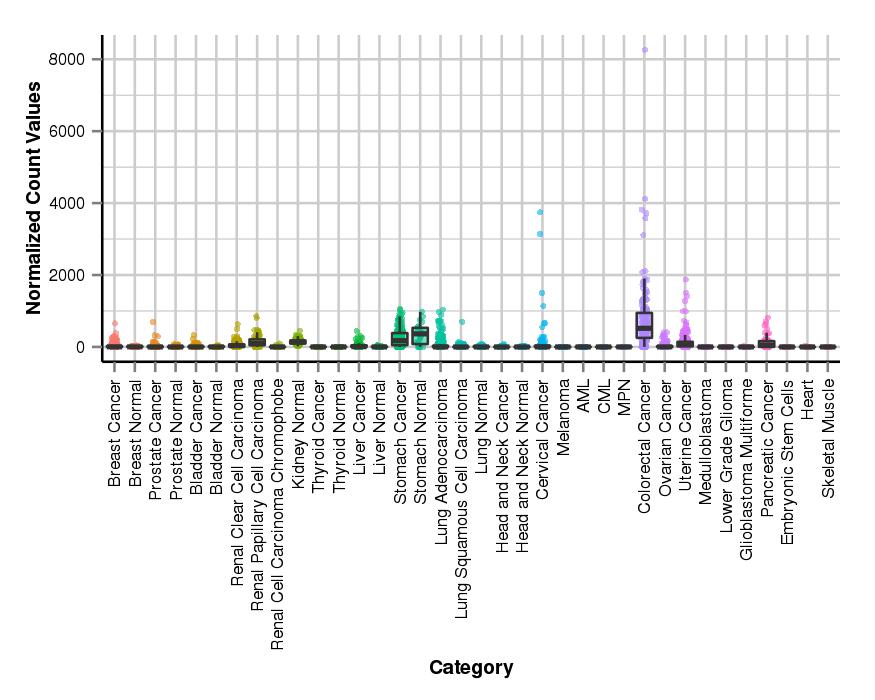 Normalized Count Values
8000
6000
4000
2000
0
Breast Cancer
Breast Normal
Prostate Cancer
Prostate Normal
Bladder Cancer
Bladder Normal
Renal Clear Cell Carcinoma
Renal Papillary Cell Carcinoma
Renal Cell Carcinoma Chromophobe
Kidney Normal
Thyroid Cancer
Thyroid Normal
Liver Cancer
Liver Normal
Stomach Cancer
Stomach Normal
Lung Adenocarcinoma
Lung Squamous Cell Carcinoma
Lung Normal
Head and Neck Cancer
Head and Neck Normal
Cervical Cancer
Melanoma
AML
CML
MPN
Colorectal Cancer
Ovarian Cancer
Uterine Cancer
Medulloblastoma
Lower Grade Glioma
Glioblastoma Multiforme
Pancreatic Cancer
Embryonic Stem Cells
Heart
Skeletal Muscle
Category